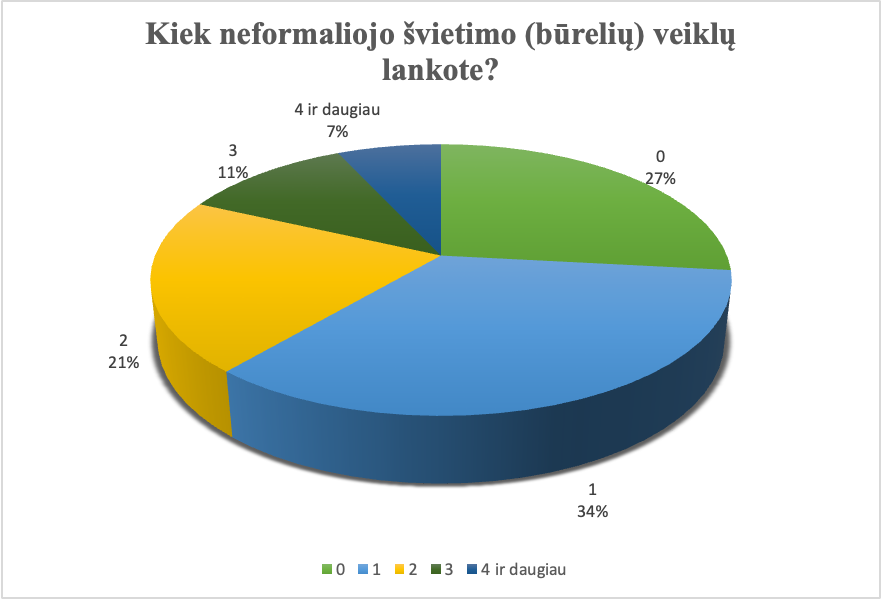 Kiek neformaliojo švietimo (būrelių) veiklų
lankote?
4 ir daugiau
7%
3
11%
0
27%
2
21%
1
34%
0 1 2 3 4 ir daugiau